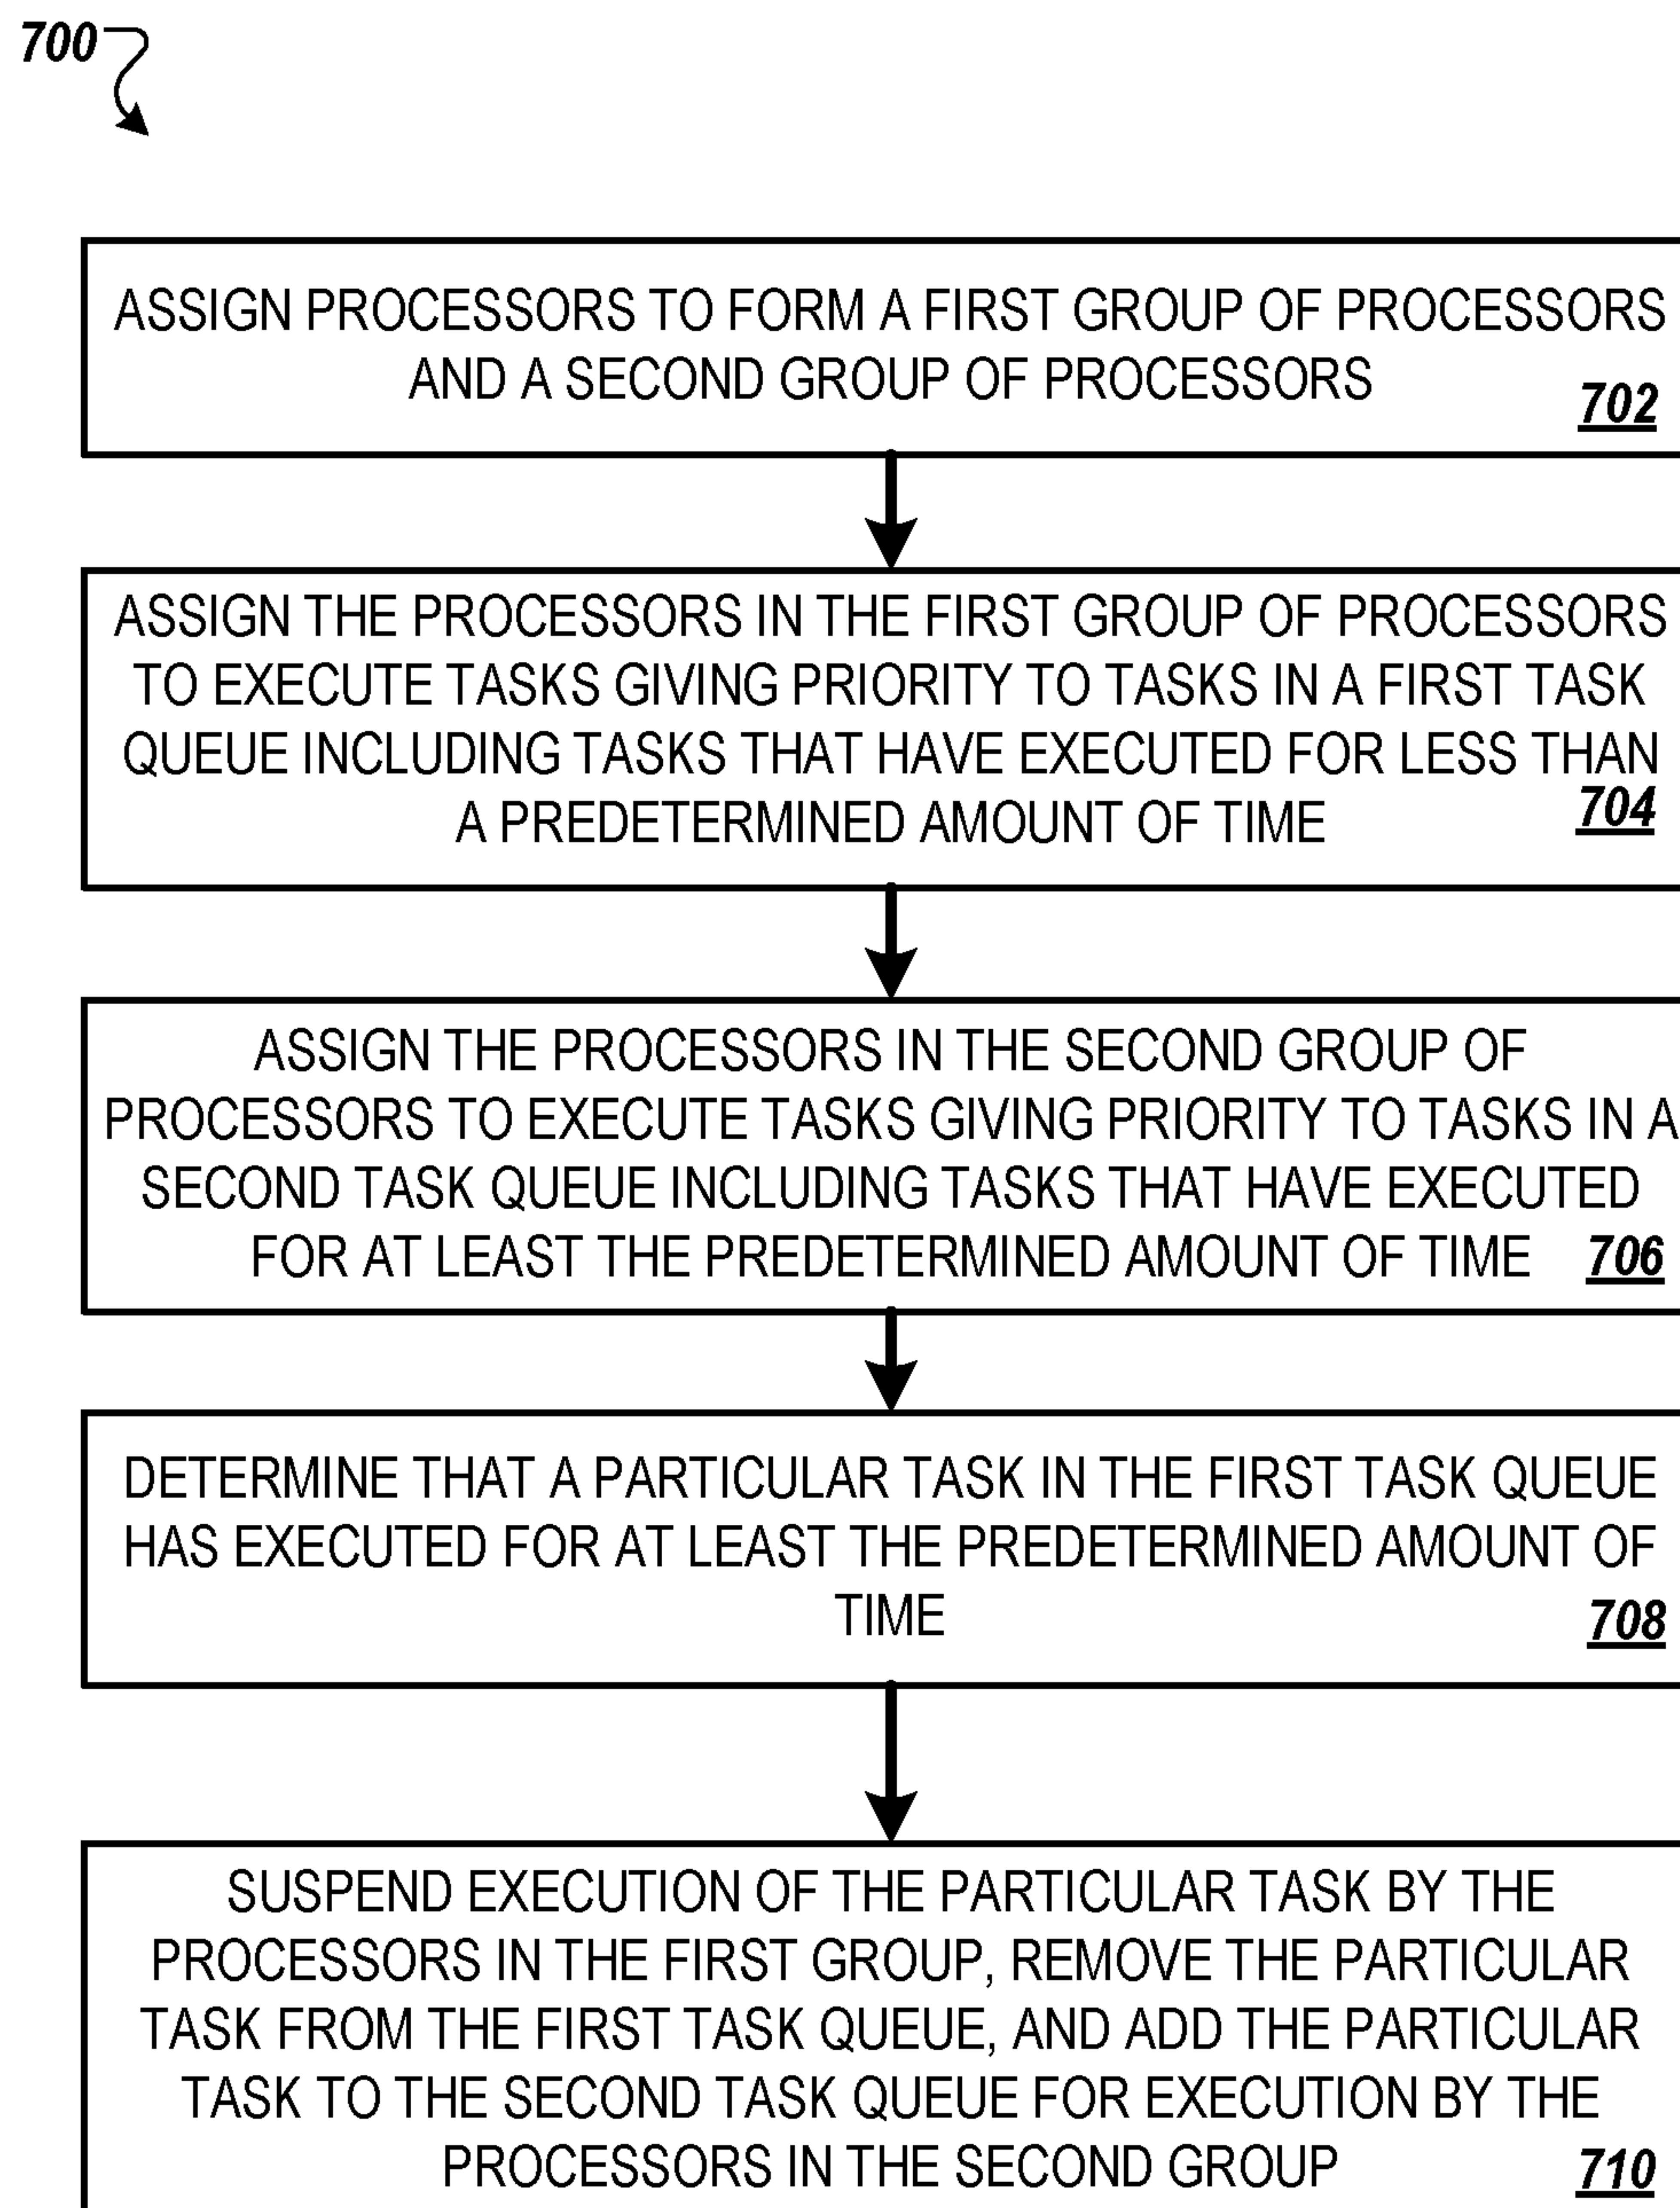 700
ASSIGN PROCESSORS TO FORM A FIRST GROUP OF PROCESSORS
AND A SECOND GROUP OF PROCESSORS
702
ASSIGN THE PROCESSORS IN THE FIRST GROUP OF PROCESSORS
TO EXECUTE TASKS GIVING PRIORITY TO TASKS IN A FIRST TASK
QUEUE INCLUDING TASKS THAT HAVE EXECUTED FOR LESS THAN
A PREDETERMINED AMOUNT OF TIME
704
ASSIGN THE PROCESSORS IN THE SECOND GROUP OF
PROCESSORS TO EXECUTE TASKS GIVING PRIORITY TO TASKS IN A
SECOND TASK QUEUE INCLUDING TASKS THAT HAVE EXECUTED
FOR AT LEAST THE PREDETERMINED AMOUNT OF TIME 706
DETERMINE THAT A PARTICULAR TASK IN THE FIRST TASK QUEUE
HAS EXECUTED FOR AT LEAST THE PREDETERMINED AMOUNT OF
TIME
708
SUSPEND EXECUTION OF THE PARTICULAR TASK BY THE
PROCESSORS IN THE FIRST GROUP, REMOVE THE PARTICULAR
TASK FROM THE FIRST TASK QUEUE, AND ADD THE PARTICULAR
TASK TO THE SECOND TASK QUEUE FOR EXECUTION BY THE
PROCESSORS IN THE SECOND GROUP
710